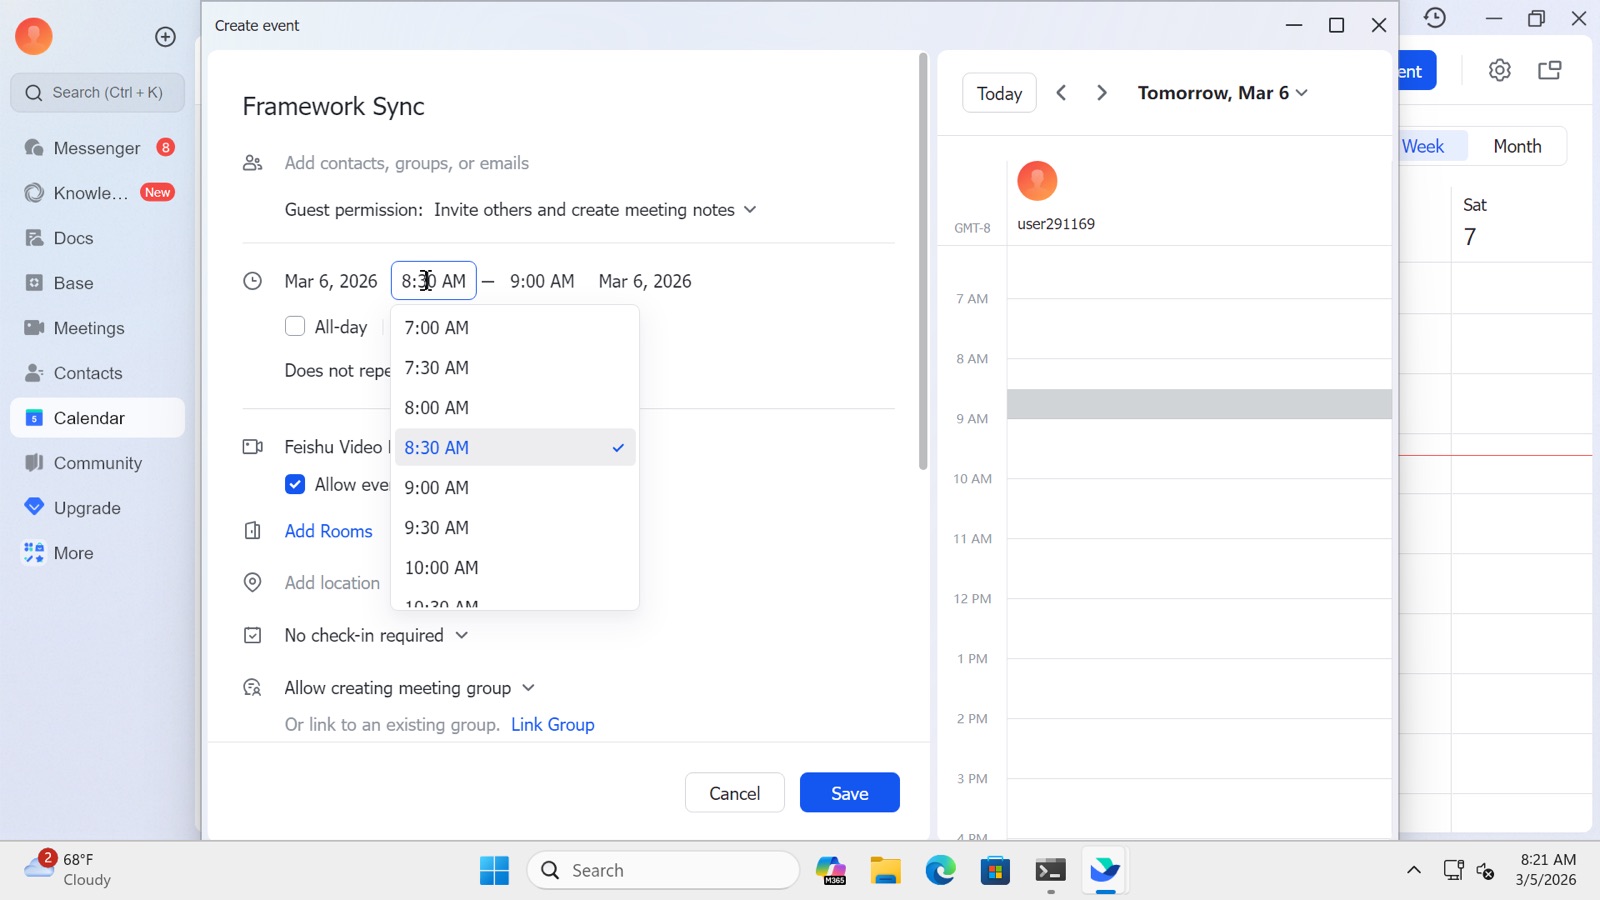 Create event
Search (Ctrl + K)
Messenger
8
Knowle...
New
Docs
Base
Meetings
Contacts
5
Calendar
Community
Upgrade
More
Framework Sync
Add contacts, groups, or emails
Guest permission: Invite others and create meeting notes
Mar 6, 2026 8:30 AM — 9:00 AM Mar 6, 2026
All-day
Does not repe
7:00 AM
7:30 AM
8:00 AM
8:30 AM
9:00 AM
9:30 AM
10:00 AM
10:30 AM
Feishu Video
Allow eve
Add Rooms
Add location
No check-in required
Allow creating meeting group
Or link to an existing group. Link Group
Cancel
Save
Today
Tomorrow, Mar 6
GMT-8
user291169
7 AM
8 AM
9 AM
10 AM
11 AM
12 PM
1 PM
2 PM
3 PM
4 PM
ent
Week
Month
Sat
7
2
68°F
Cloudy
Search
M365
8:21 AM
3/5/2026